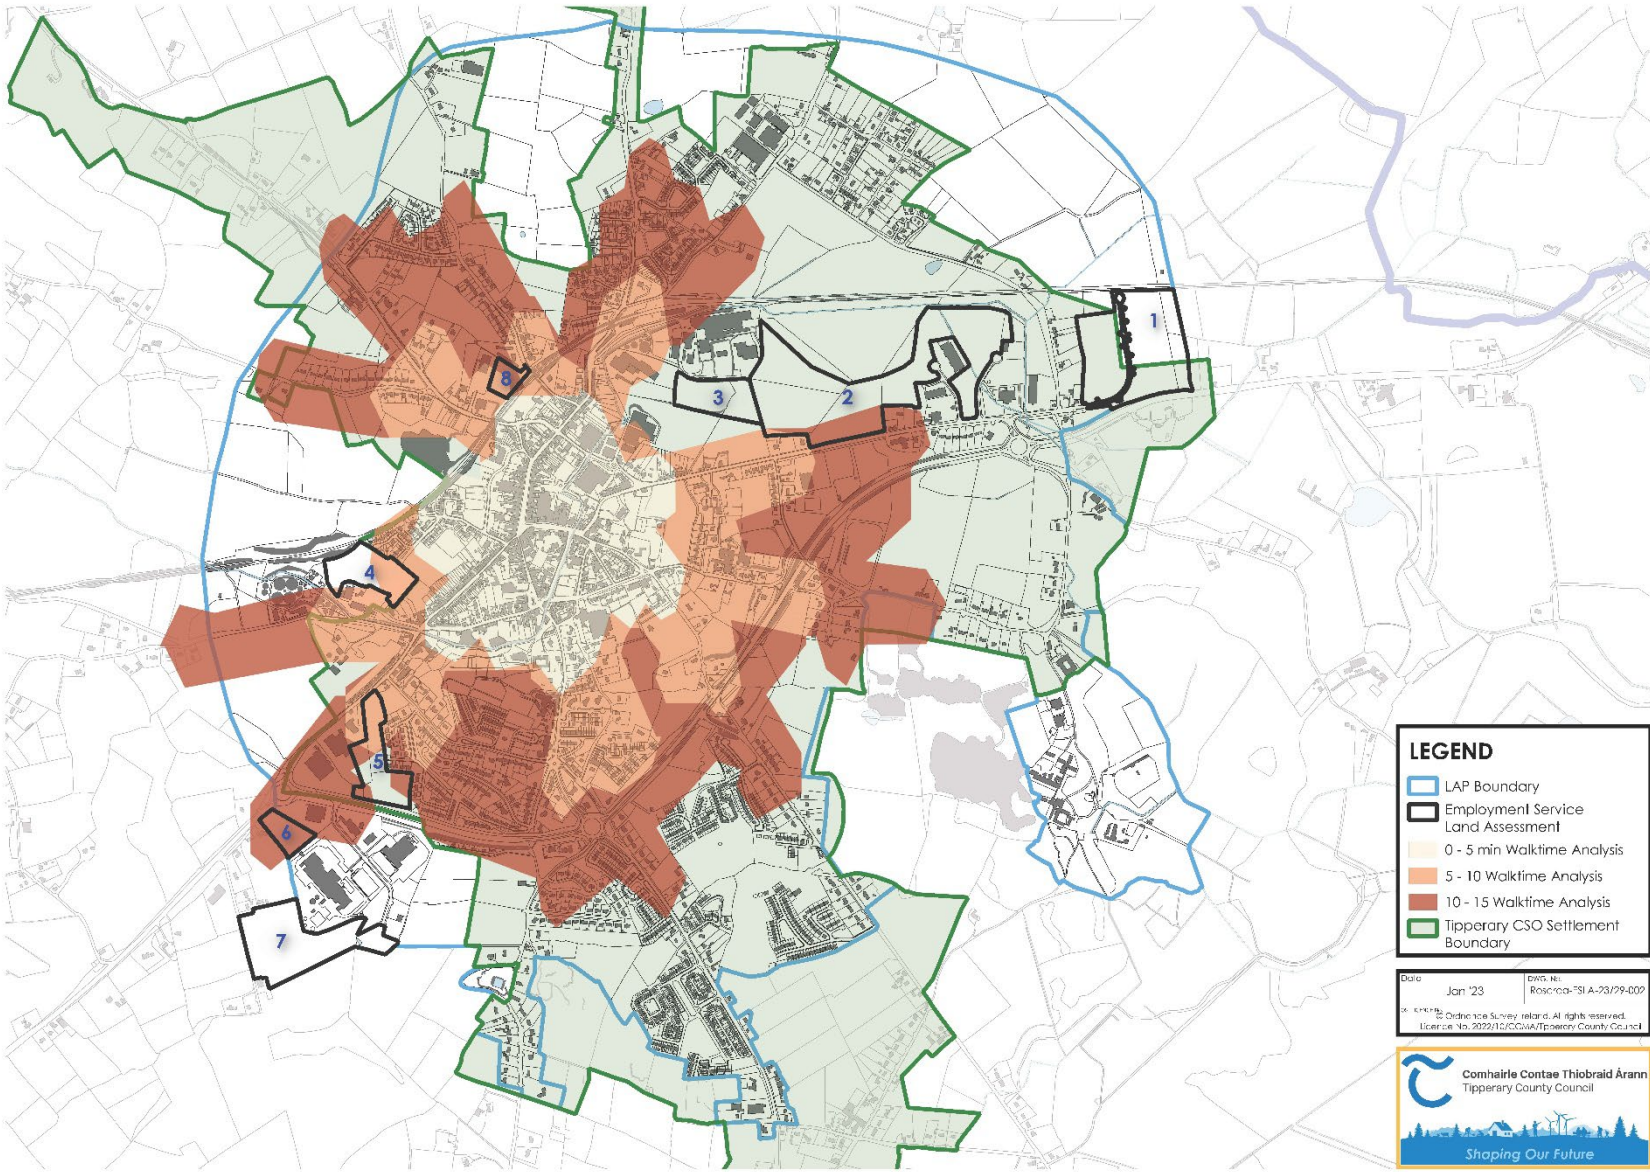 1
2
3
8
4
5
6
7
LEGEND
LAP Boundary
Employment Service
Land Assessment
0 - 5 min Walktime Analysis
5 - 10 Walktime Analysis
10 - 15 Walktime Analysis
Tipperary CSO Settlement
Boundary
Date
Jan '23
DWG. No.
Roscrea-ESLA-23/29-002
© Ordnance Survey Ireland. All rights reserved.
Licence No. 2022/10/CCMA/Tipperary County Council
Comhairle Contae Thiobraid Árann
Tipperary County Council
Shaping Our Future